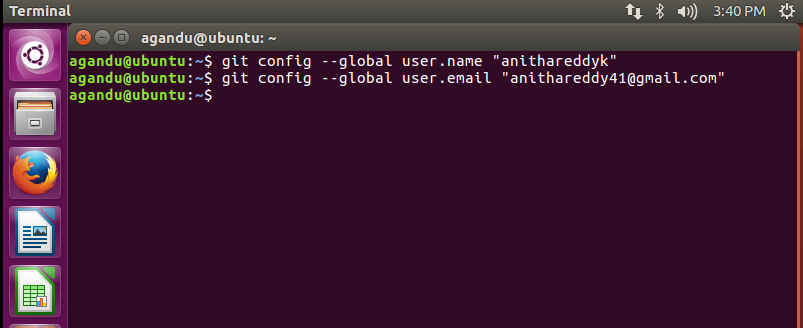 Terminal
3:40 PM
agandu@ubuntu: ~
agandu@ubuntu:~$ git config --global user.name "anithareddyk"
agandu@ubuntu:~$ git config --global user.email "anithareddy41@gmail.com"
agandu@ubuntu:~$